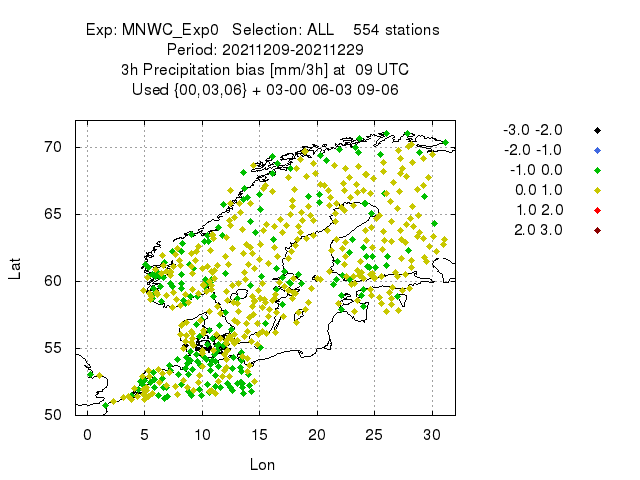 Exp: MNWC_Exp0 Selection: ALL 554 stations
Period: 20211209-20211229
3h Precipitation bias [mm/3h] at 09 UTC
Used {00,03,06} + 03-00 06-03 09-06
-3.0 -2.0
-2.0 -1.0
-1.0 0.0
0.0 1.0
1.0 2.0
2.0 3.0
70
65
60
55
50
Lat
0 5 10 15 20 25 30
Lon